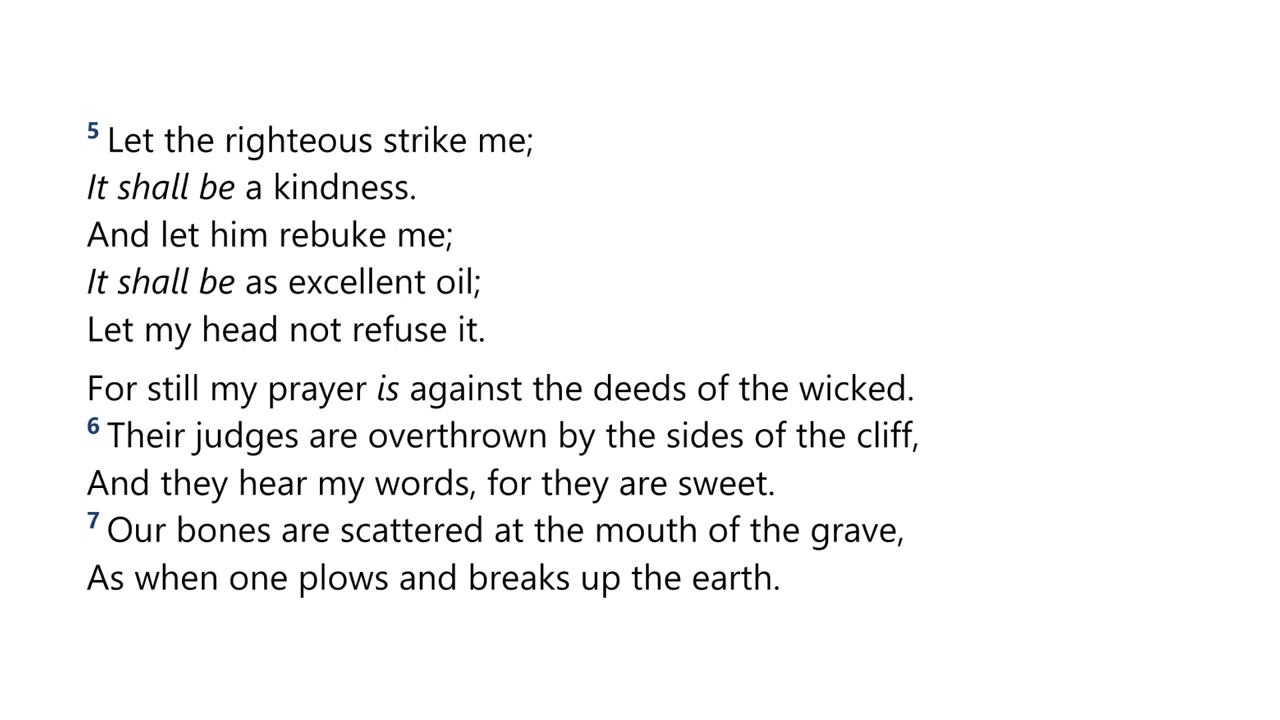 5 Let the righteous strike me;
It shall be a kindness.
And let him rebuke me;
It shall be as excellent oil;
Let my head not refuse it.
For still my prayer is against the deeds of the wicked.
6 Their judges are overthrown by the sides of the cliff,
And they hear my words, for they are sweet.
7 Our bones are scattered at the mouth of the grave,
As when one plows and breaks up the earth.